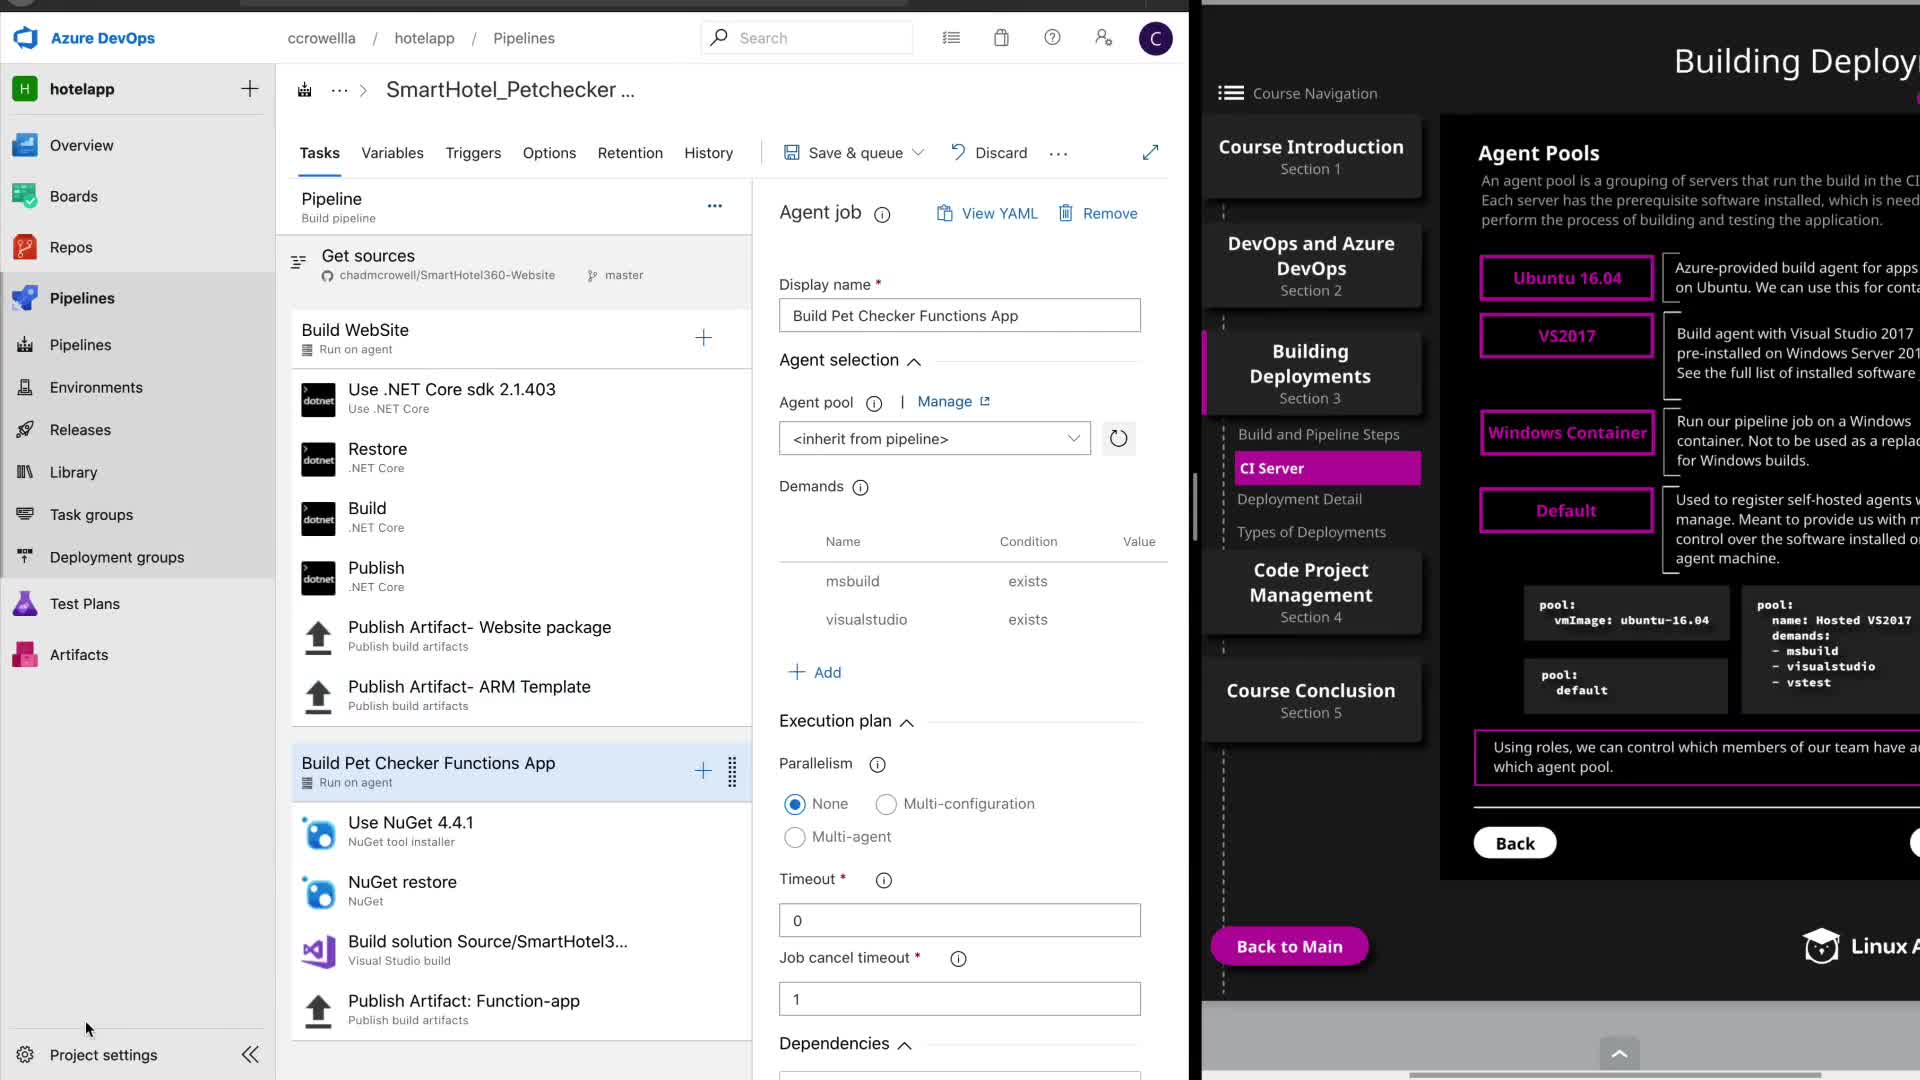 Azure DevOps
ccrowellla / hotelapp / Pipelines
Search
C
H hotelapp
Overview
Boards
Repos
Pipelines
Pipelines
Environments
Releases
Library
Task groups
Deployment groups
Test Plans
Artifacts
Project settings
... > SmartHotel_Petchecker ...
Tasks Variables Triggers Options Retention History Save & queue Discard ...
Pipeline
Build pipeline
Get sources
chadmcrowell/SmartHotel360-Website master
Build WebSite
Run on agent
dotnet Use .NET Core sdk 2.1.403
Use .NET Core
dotnet Restore
.NET Core
dotnet Build
.NET Core
dotnet Publish
.NET Core
Publish Artifact- Website package
Publish build artifacts
Publish Artifact- ARM Template
Publish build artifacts
Build Pet Checker Functions App
Run on agent
Use NuGet 4.4.1
NuGet tool installer
NuGet restore
NuGet
Build solution Source/SmartHotel3...
Visual Studio build
Publish Artifact: Function-app
Publish build artifacts
Agent job View YAML Remove
Display name *
Build Pet Checker Functions App
Agent selection
Agent pool | Manage
<inherit from pipeline>
Demands
Name Condition Value
msbuild exists
visualstudio exists
+ Add
Execution plan
Parallelism
None Multi-configuration
Multi-agent
Timeout *
0
Job cancel timeout *
1
Dependencies
Building Deploy
Course Navigation
Course Introduction
Section 1
DevOps and Azure
DevOps
Section 2
Building
Deployments
Section 3
Build and Pipeline Steps
CI Server
Deployment Detail
Types of Deployments
Code Project
Management
Section 4
Course Conclusion
Section 5
Back to Main
Agent Pools
An agent pool is a grouping of servers that run the build in the CI
Each server has the prerequisite software installed, which is need
perform the process of building and testing the application.
Ubuntu 16.04
Azure-provided build agent for apps
on Ubuntu. We can use this for conta
VS2017
Build agent with Visual Studio 2017
pre-installed on Windows Server 201
See the full list of installed software
Windows Container
Run our pipeline job on a Windows
container. Not to be used as a replac
for Windows builds.
Default
Used to register self-hosted agents w
manage. Meant to provide us with m
control over the software installed o
agent machine.
pool:
vmImage: ubuntu-16.04
pool:
default
pool:
name: Hosted VS2017
demands:
- msbuild
- visualstudio
- vstest
Using roles, we can control which members of our team have a
which agent pool.
Back
Linux A